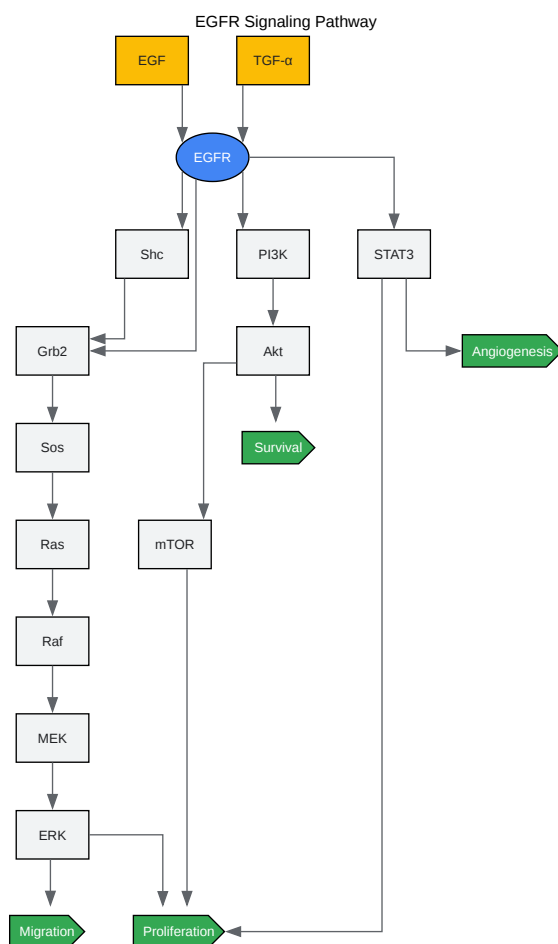 EGFR Signaling Pathway
EGF
TGF-α
EGFR
Shc
PI3K
STAT3
Grb2
Akt
Angiogenesis
Sos
Survival
Ras
mTOR
Raf
MEK
ERK
Migration
Proliferation